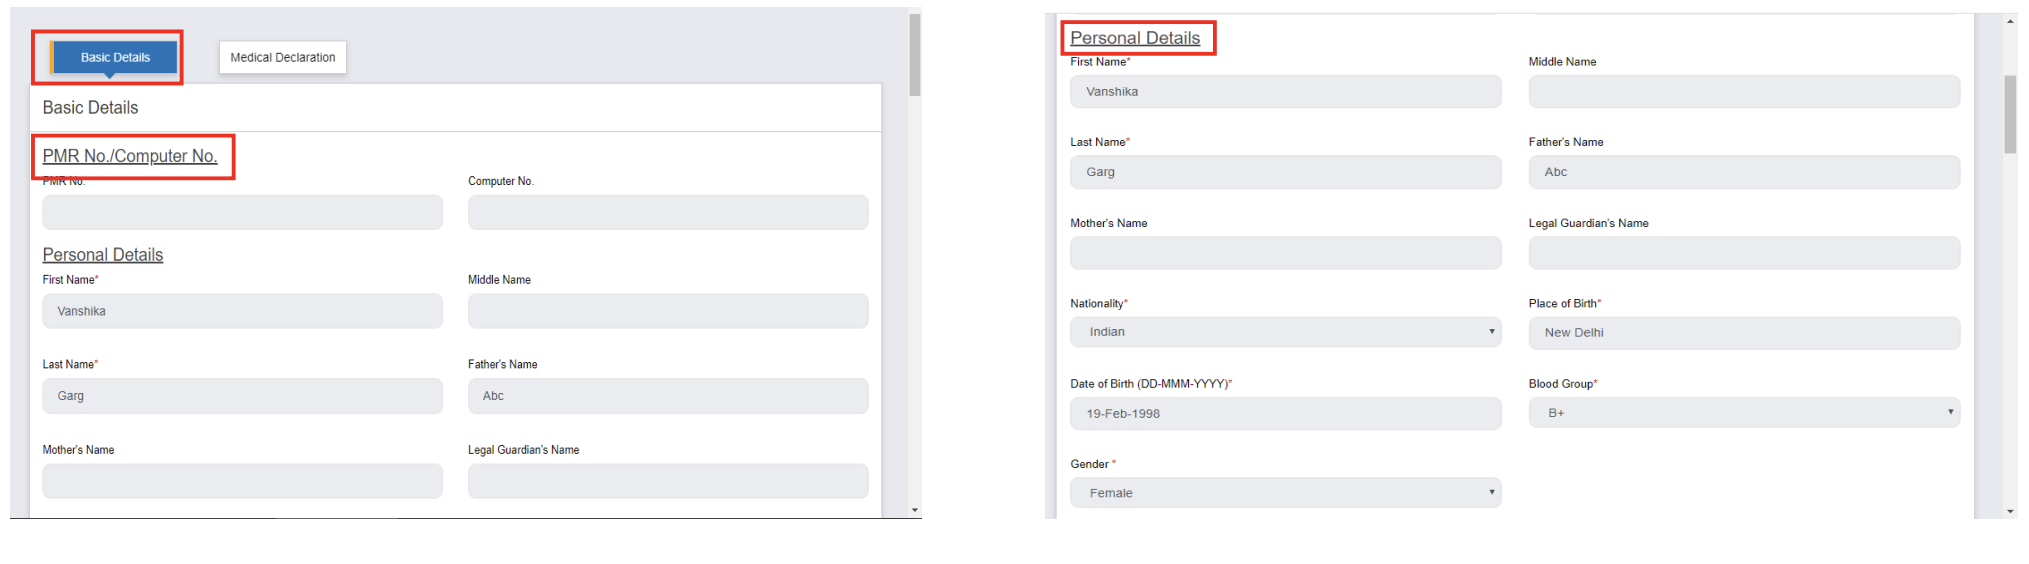 Basic Details
Medical Declaration
Basic Details
PMR No./Computer No.
PMR No.
Computer No.
Personal Details
First Name*
Middle Name
Vanshika
Last Name*
Father's Name
Garg
Abc
Mother's Name
Legal Guardian's Name
Personal Details
First Name*
Middle Name
Vanshika
Last Name*
Father's Name
Garg
Abc
Mother's Name
Legal Guardian's Name
Nationality*
Place of Birth*
Indian
New Delhi
Date of Birth (DD-MMM-YYYY)*
Blood Group*
19-Feb-1998
B+
Gender *
Female